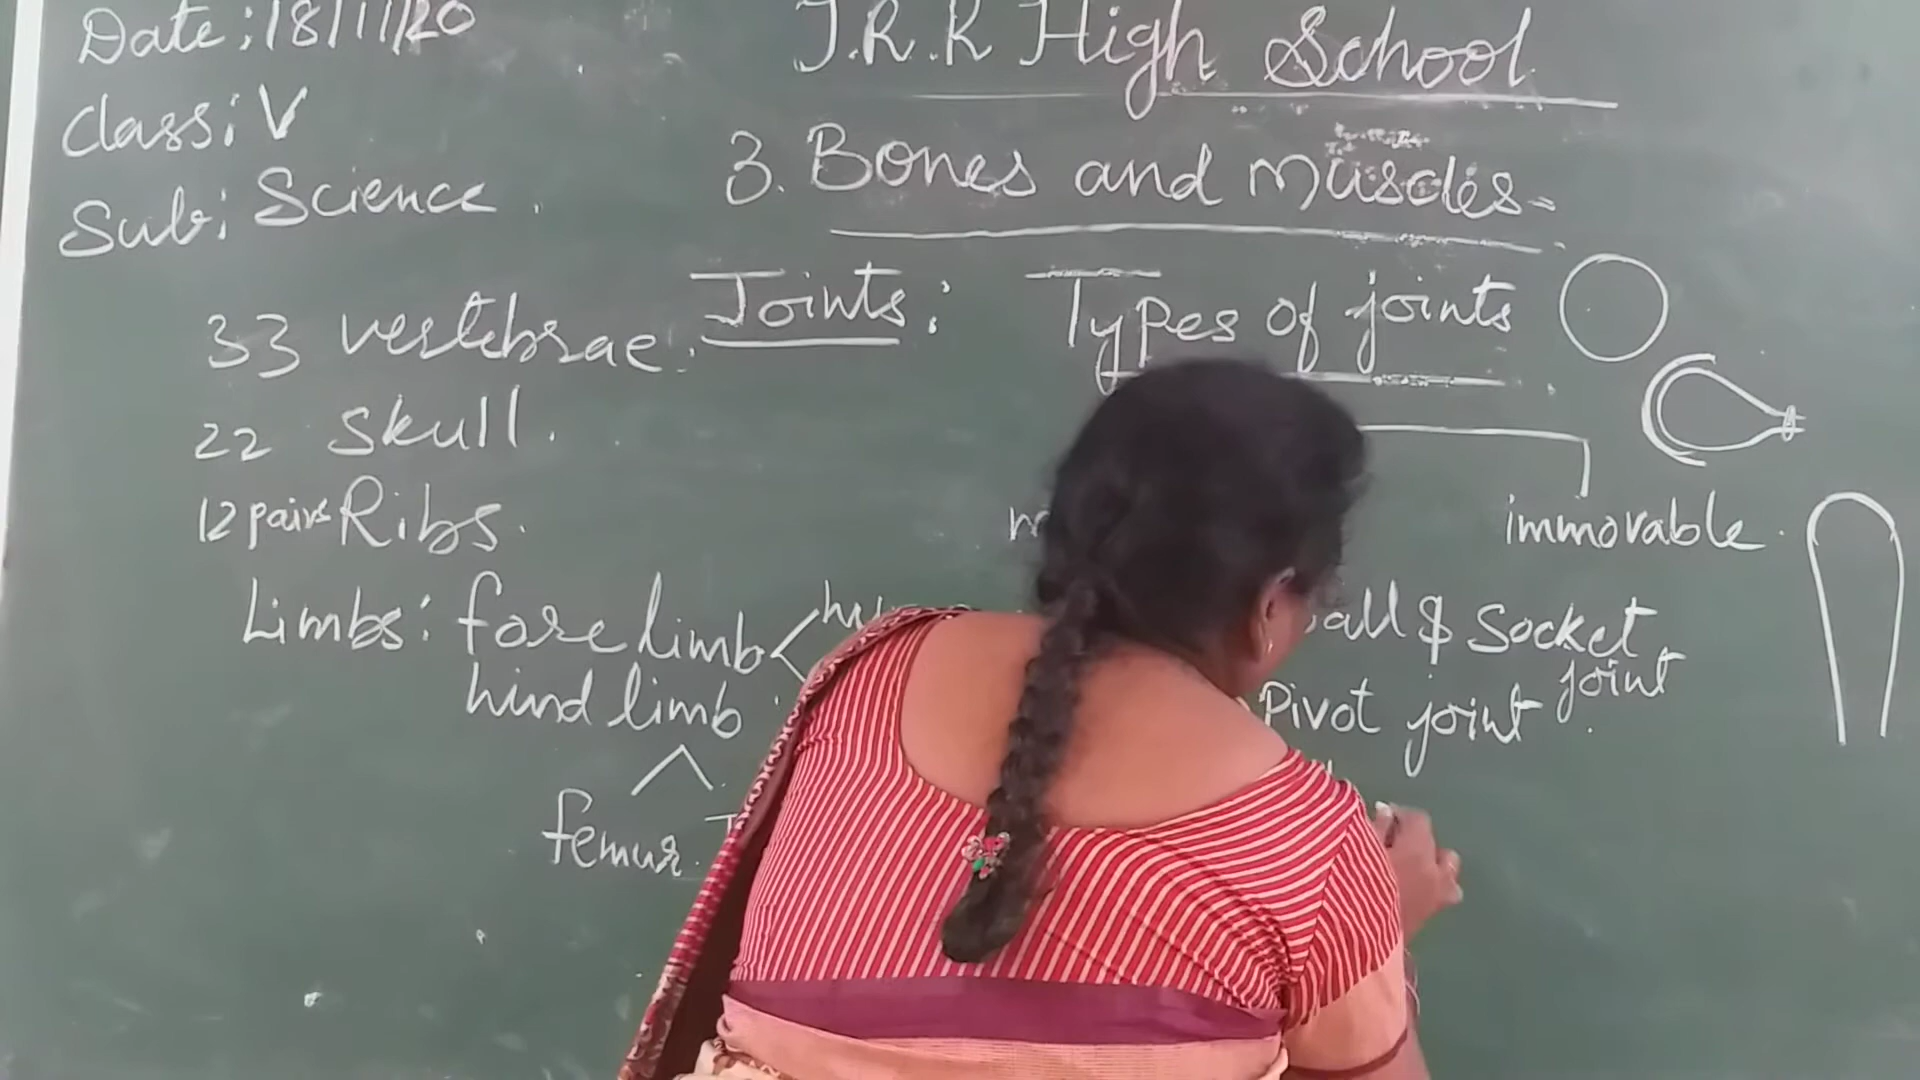 Date: 18/11/20
J.R.R High School
Class: V
3. Bones and Muscles
Sub: Science.
Joints: Types of joints
33 vertebrae.
22 Skull.
12 pairs Ribs.
immovable.
Limbs: fore limb
all & Socket joint
hind limb
Pivot joint
femur.